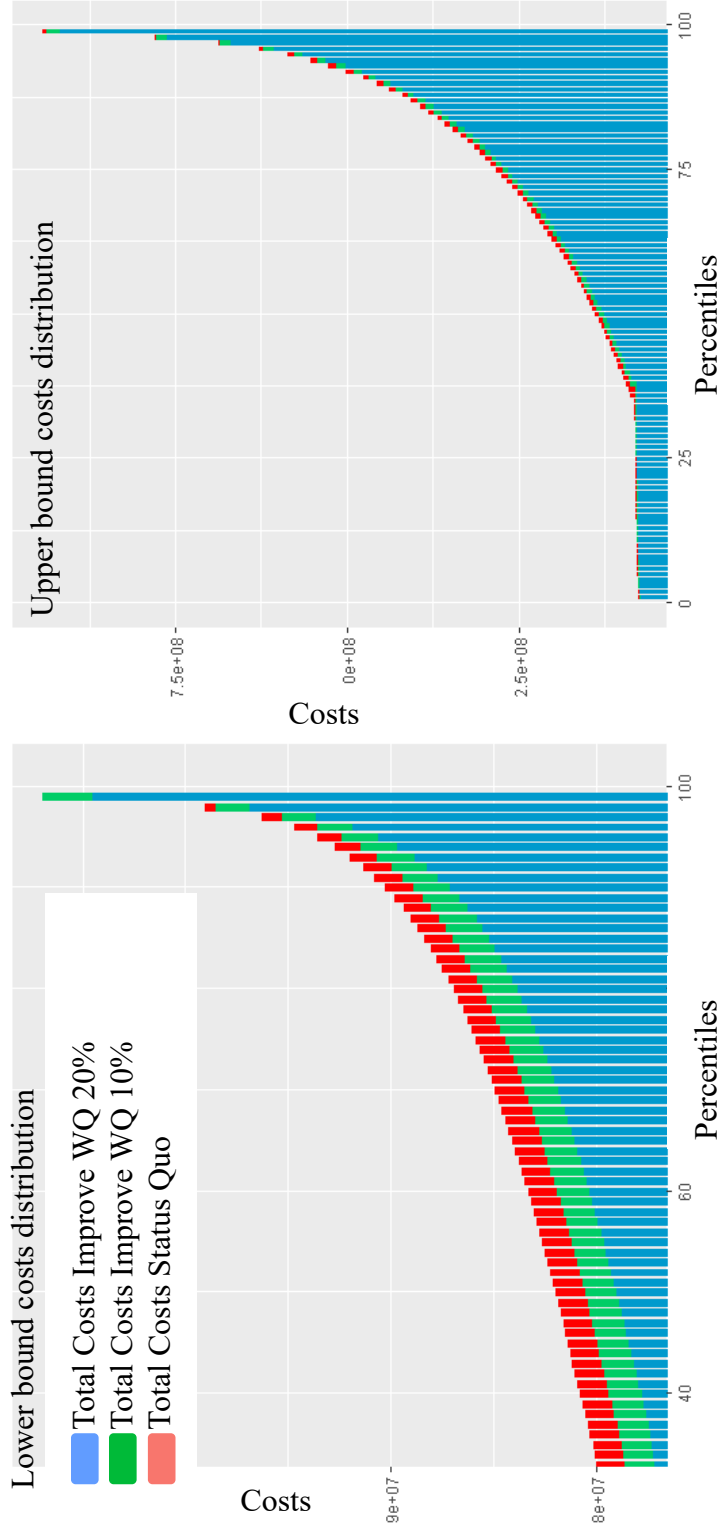 Lower bound costs distribution
Total Costs Improve WQ 20%
Total Costs Improve WQ 10%
Total Costs Status Quo
Costs
9e+07
8e+07
40
60
100
Percentiles
Upper bound costs distribution
Costs
7.5e+08
0e+08
2.5e+08
0
25
75
100
Percentiles